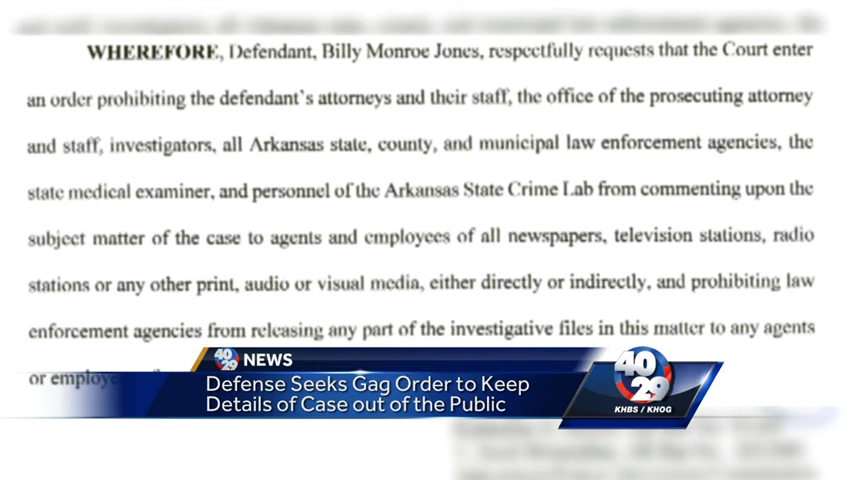 WHEREFORE, Defendant, Billy Monroe Jones, respectfully requests that the Court enter
an order prohibiting the defendant's attorneys and their staff, the office of the prosecuting attorney
and staff, investigators, all Arkansas state, county, and municipal law enforcement agencies, the
state medical examiner, and personnel of the Arkansas State Crime Lab from commenting upon the
subject matter of the case to agents and employees of all newspapers, television stations, radio
stations or any other print, audio or visual media, either directly or indirectly, and prohibiting law
enforcement agencies from releasing any part of the investigative files in this matter to any agents
or
40 29 NEWS
Defense Seeks Gag Order to Keep
Details of Case out of the Public
40
29
KHBS / KHOG